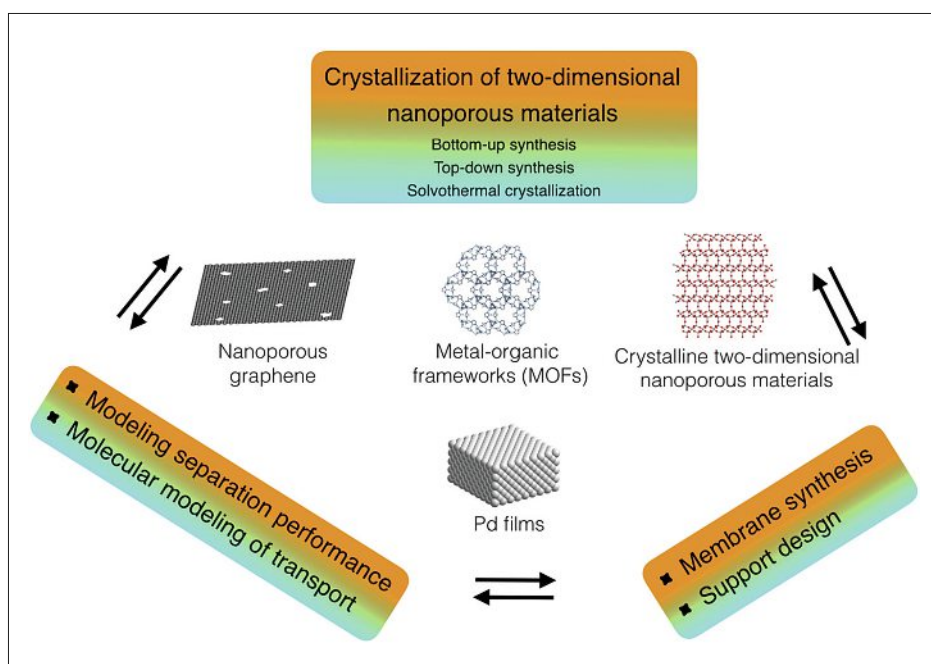 Crystallization of two-dimensional
nanoporous materials
Bottom-up synthesis
Top-down synthesis
Solvothermal crystallization
Nanoporous
graphene
Metal-organic
frameworks (MOFs)
Crystalline two-dimensional
nanoporous materials
Modeling separation performance
Molecular modeling of transport
Pd films
Membrane synthesis
Support design